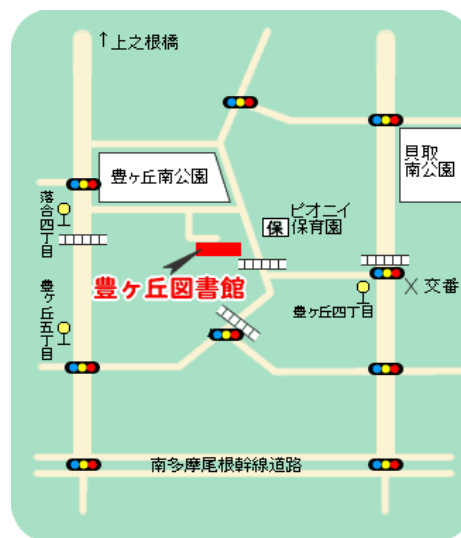 ↑上之根橋
貝取
南公園
豊ヶ丘南公園
落合四丁目
ピオニイ
保育園
保
豊ヶ丘図書館
交番
豊ヶ丘四丁目
豊ヶ丘五丁目
南多摩尾根幹線道路